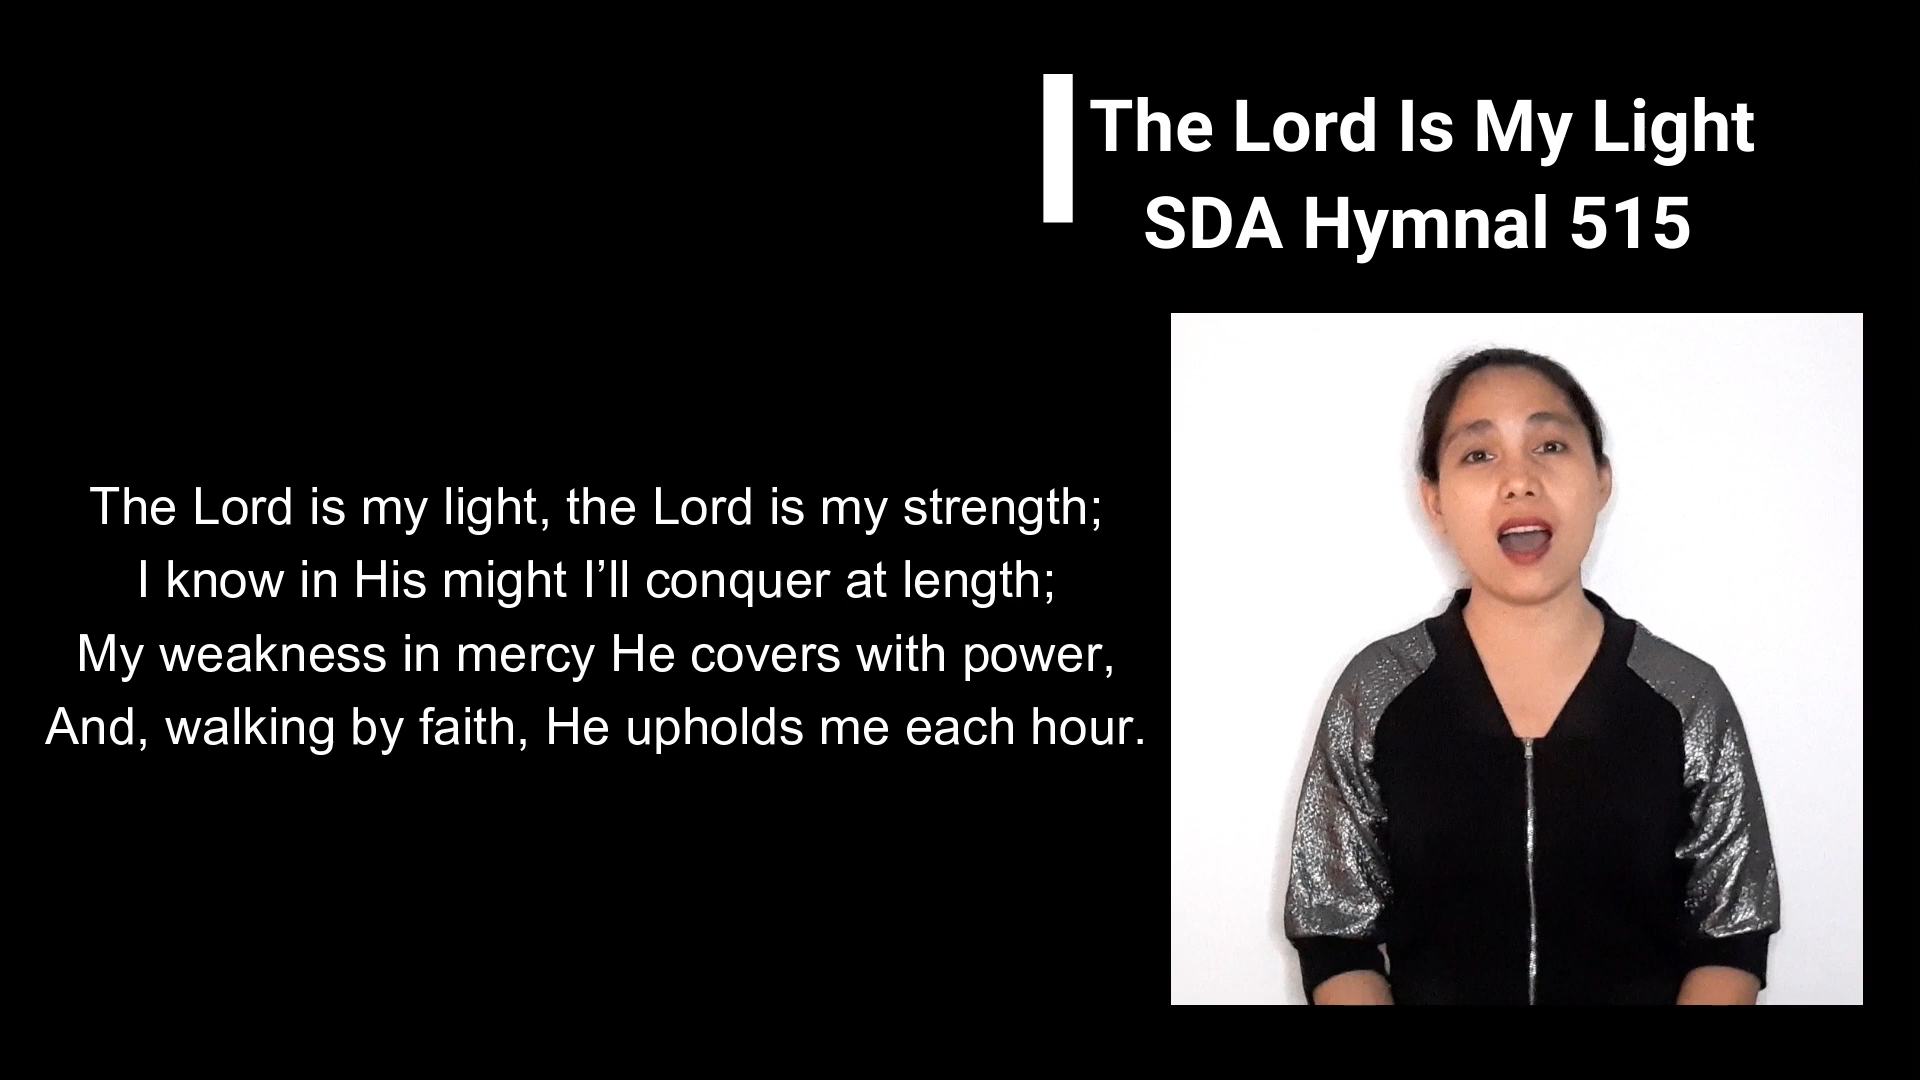 The Lord Is My Light
SDA Hymnal 515
The Lord is my light, the Lord is my strength;
I know in His might I’ll conquer at length;
My weakness in mercy He covers with power,
And, walking by faith, He upholds me each hour.